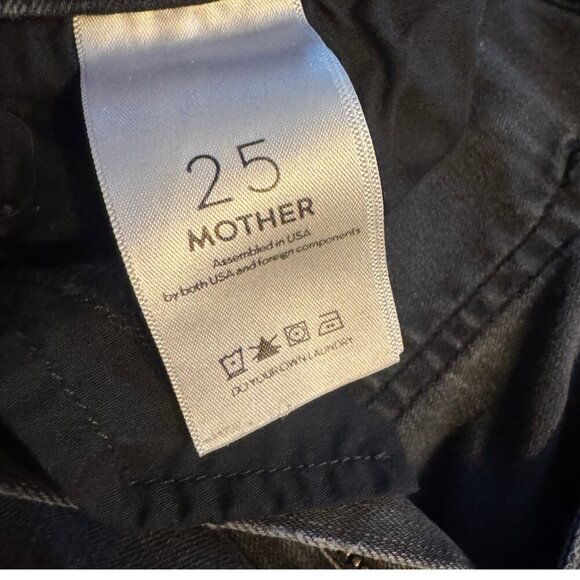 25
MOTHER
Assembled in USA
by both USA and foreign components
DO YOUR OWN LAUNDRY